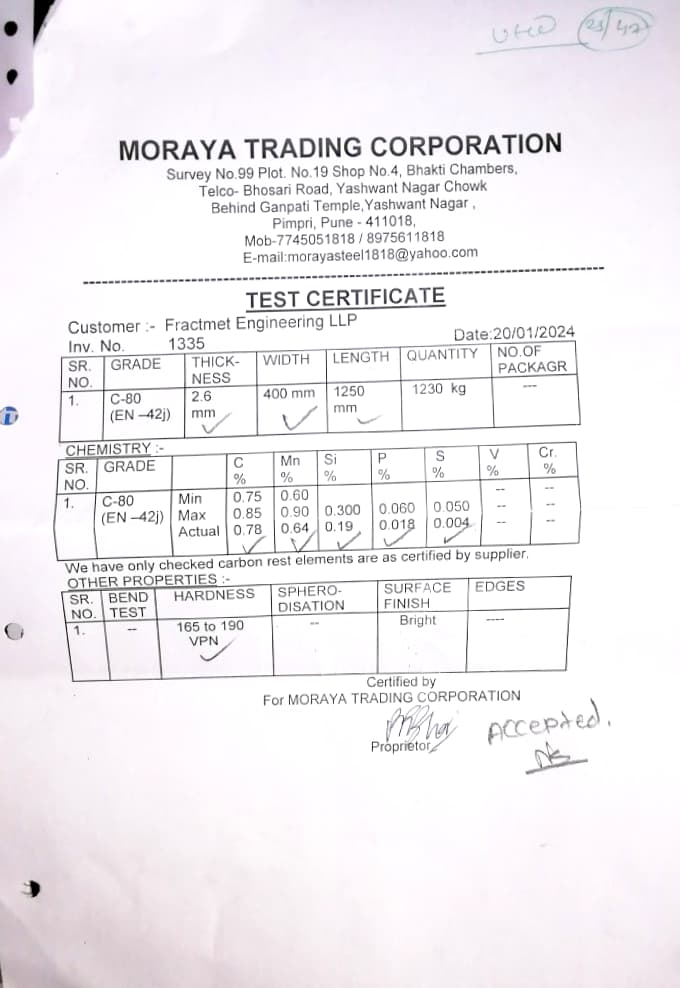 23/42
MORAYA TRADING CORPORATION
Survey No.99 Plot. No.19 Shop No.4, Bhakti Chambers,
Telco- Bhosari Road, Yashwant Nagar Chowk
Behind Ganpati Temple,Yashwant Nagar ,
Pimpri, Pune - 411018,
Mob-7745051818 / 8975611818
E-mail:morayasteel1818@yahoo.com
TEST CERTIFICATE
Customer :- Fractmet Engineering LLP
Inv. No. 1335 Date:20/01/2024
SR. NO. GRADE THICK-NESS WIDTH LENGTH QUANTITY NO.OF PACKAGR
1. C-80 (EN –42j) 2.6 mm 400 mm 1250 mm 1230 kg ---
CHEMISTRY :-
SR. NO. GRADE C % Mn % Si % P % S % V % Cr. %
1. C-80 (EN –42j) Min 0.75 0.60 -- --
Max 0.85 0.90 0.300 0.060 0.050 -- --
Actual 0.78 0.64 0.19 0.018 0.004 -- --
We have only checked carbon rest elements are as certified by supplier.
OTHER PROPERTIES :-
SR. NO. BEND TEST HARDNESS SPHERO-DISATION SURFACE FINISH EDGES
1. -- 165 to 190 VPN -- Bright ----
Certified by
For MORAYA TRADING CORPORATION
Proprietor
Accepted.